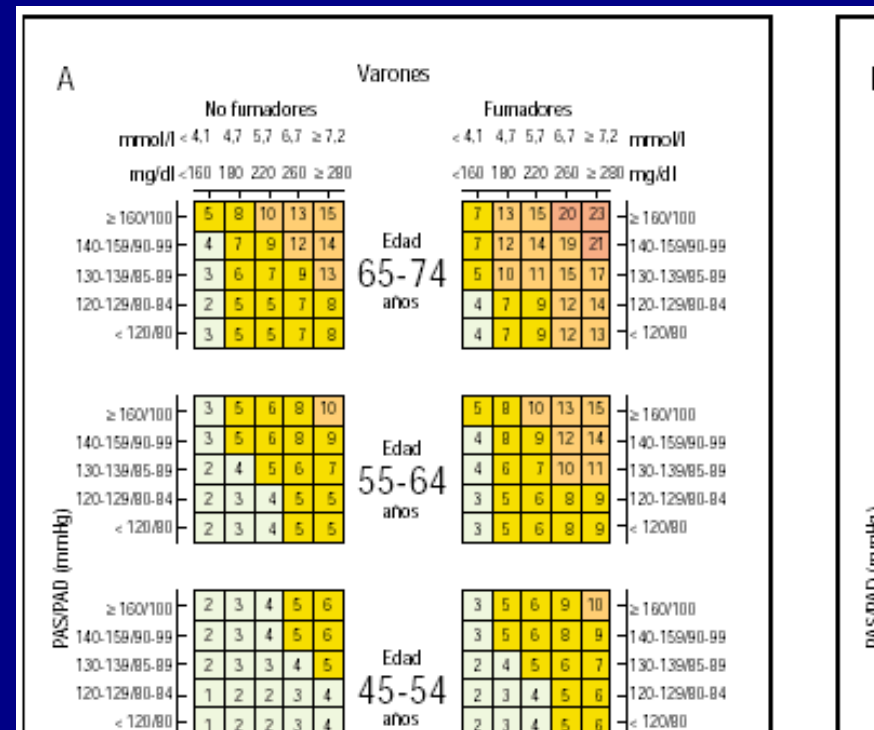 A
Varones
No fumadores Fumadores
mmol/l < 4,1 4,7 5,7 6,7 ≥ 7,2 < 4,1 4,7 5,7 6,7 ≥ 7,2 mmol/l
mg/dl <160 180 220 260 ≥ 280 <160 180 220 260 ≥ 280 mg/dl
≥ 160/100 5 8 10 13 15 7 13 15 20 23 ≥ 160/100
140-159/90-99 4 7 9 12 14 Edad 7 12 14 19 21 140-159/90-99
130-139/85-89 3 6 7 9 13 65-74 5 10 11 15 17 130-139/85-89
120-129/80-84 2 5 5 7 8 años 4 7 9 12 14 120-129/80-84
< 120/80 3 5 5 7 8 4 7 9 12 13 < 120/80
≥ 160/100 3 5 6 8 10 5 8 10 13 15 ≥ 160/100
140-159/90-99 3 5 6 8 9 Edad 4 8 9 12 14 140-159/90-99
130-139/85-89 2 4 5 6 7 55-64 4 6 7 10 11 130-139/85-89
120-129/80-84 2 3 4 5 5 años 3 5 6 8 9 120-129/80-84
< 120/80 2 3 4 5 5 3 5 6 8 9 < 120/80
PAS/PAD (mmHg)
≥ 160/100 2 3 4 5 6 3 5 6 9 10 ≥ 160/100
140-159/90-99 2 3 4 5 6 3 5 6 8 9 140-159/90-99
130-139/85-89 2 3 3 4 5 Edad 2 4 5 6 7 130-139/85-89
120-129/80-84 1 2 2 3 4 45-54 2 3 4 5 6 120-129/80-84
< 120/80 1 2 2 3 4 años 2 3 4 5 6 < 120/80
PAS/PAD (mmHg)